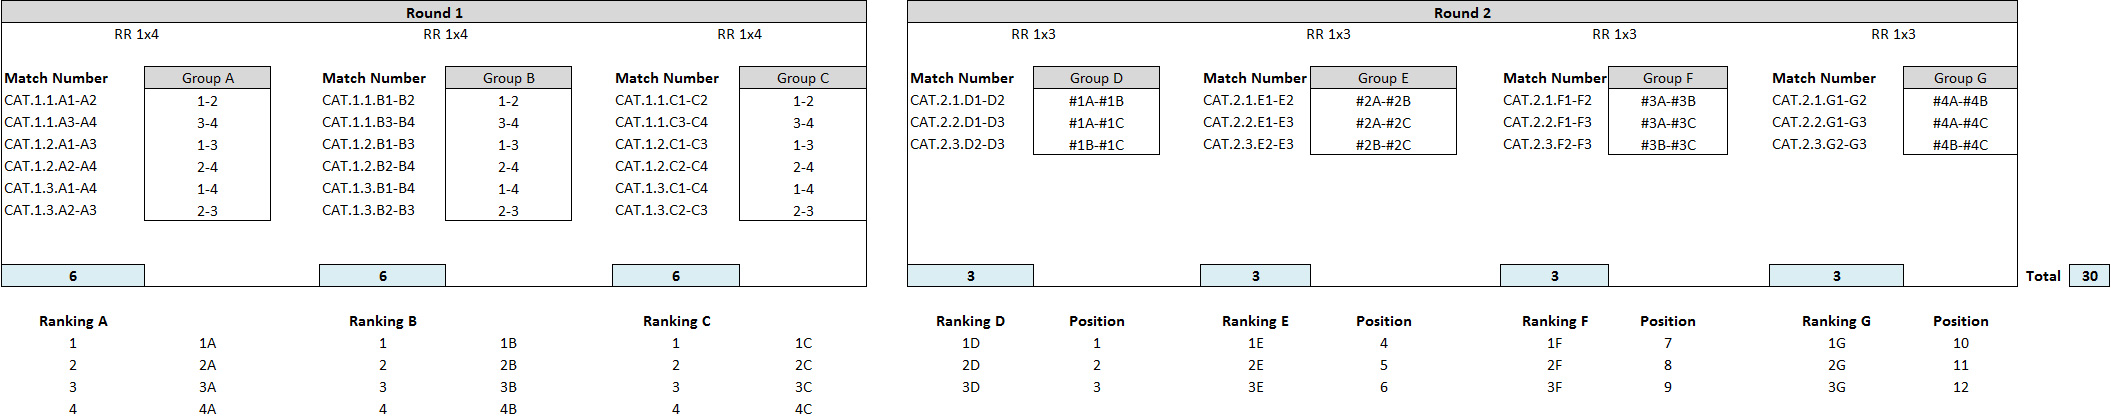 Round 1 Round 2
RR 1x4 RR 1x4 RR 1x4 RR 1x3 RR 1x3 RR 1x3 RR 1x3
Match Number Group A Match Number Group B Match Number Group C Match Number Group D Match Number Group E Match Number Group F Match Number Group G
CAT.1.1.A1-A2 1-2 CAT.1.1.B1-B2 1-2 CAT.1.1.C1-C2 1-2 CAT.2.1.D1-D2 #1A-#1B CAT.2.1.E1-E2 #2A-#2B CAT.2.1.F1-F2 #3A-#3B CAT.2.1.G1-G2 #4A-#4B
CAT.1.1.A3-A4 3-4 CAT.1.1.B3-B4 3-4 CAT.1.1.C3-C4 3-4 CAT.2.2.D1-D3 #1A-#1C CAT.2.2.E1-E3 #2A-#2C CAT.2.2.F1-F3 #3A-#3C CAT.2.2.G1-G3 #4A-#4C
CAT.1.2.A1-A3 1-3 CAT.1.2.B1-B3 1-3 CAT.1.2.C1-C3 1-3 CAT.2.3.D2-D3 #1B-#1C CAT.2.3.E2-E3 #2B-#2C CAT.2.3.F2-F3 #3B-#3C CAT.2.3.G2-G3 #4B-#4C
CAT.1.2.A2-A4 2-4 CAT.1.2.B2-B4 2-4 CAT.1.2.C2-C4 2-4
CAT.1.3.A1-A4 1-4 CAT.1.3.B1-B4 1-4 CAT.1.3.C1-C4 1-4
CAT.1.3.A2-A3 2-3 CAT.1.3.B2-B3 2-3 CAT.1.3.C2-C3 2-3
6 6 6 3 3 3 3 Total 30
Ranking A Ranking B Ranking C Ranking D Position Ranking E Position Ranking F Position Ranking G Position
1 1A 1 1B 1 1C 1D 1 1E 4 1F 7 1G 10
2 2A 2 2B 2 2C 2D 2 2E 5 2F 8 2G 11
3 3A 3 3B 3 3C 3D 3 3E 6 3F 9 3G 12
4 4A 4 4B 4 4C